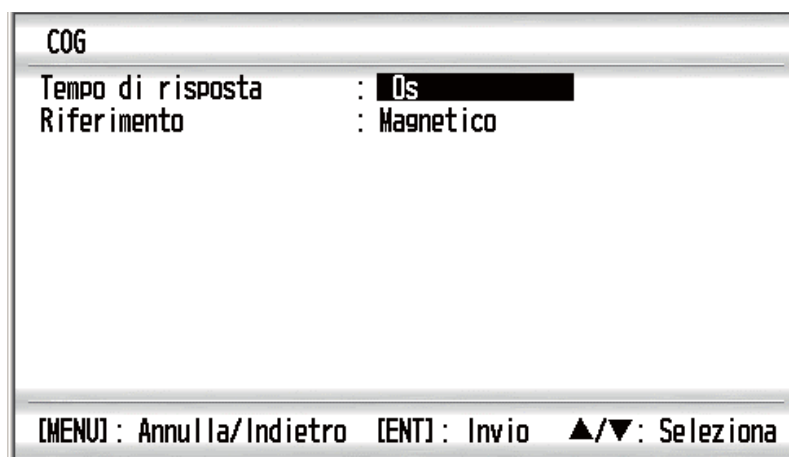 COG
Tempo di risposta : 0s
Riferimento : Magnetico
[MENU] : Annulla/Indietro [ENT] : Invio ▲/▼ : Seleziona